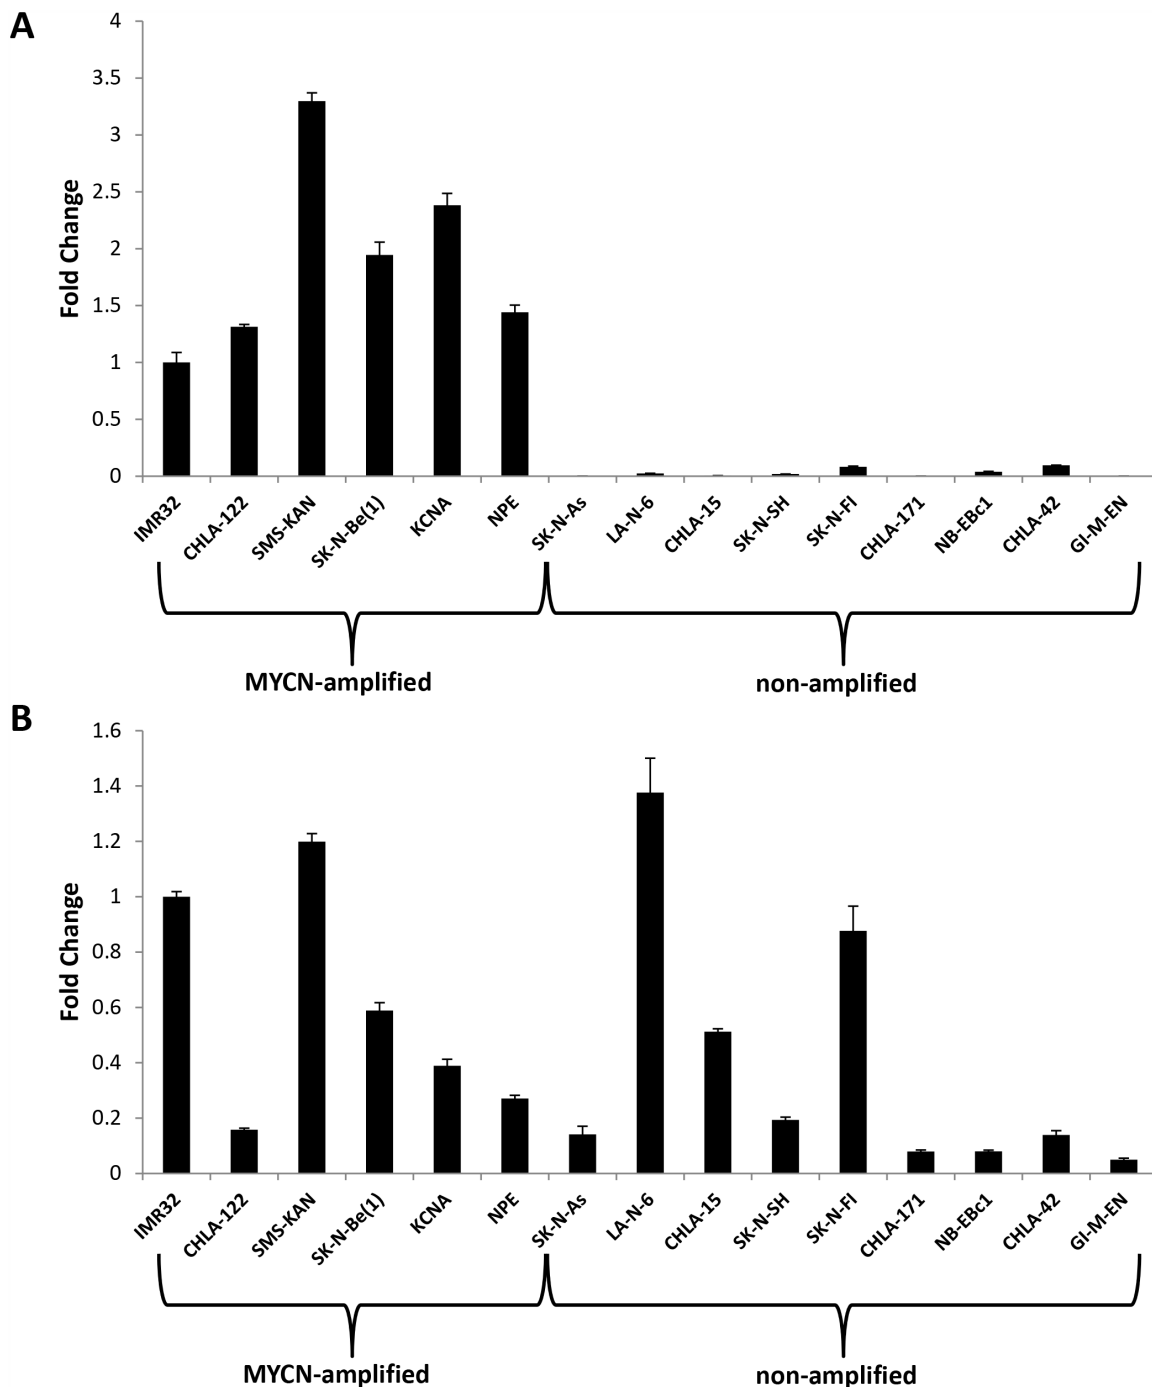 A
Fold Change
4
3.5
3
2.5
2
1.5
1
0.5
0
IMR32 CHLA-122 SMS-KAN SK-N-Be(1) KCNA NPE SK-N-As LA-N-6 CHLA-15 SK-N-SH SK-N-FI CHLA-171 NB-EBc1 CHLA-42 GI-M-EN
MYCN-amplified non-amplified
B
Fold Change
1.6
1.4
1.2
1
0.8
0.6
0.4
0.2
0
IMR32 CHLA-122 SMS-KAN SK-N-Be(1) KCNA NPE SK-N-As LA-N-6 CHLA-15 SK-N-SH SK-N-FI CHLA-171 NB-EBc1 CHLA-42 GI-M-EN
MYCN-amplified non-amplified